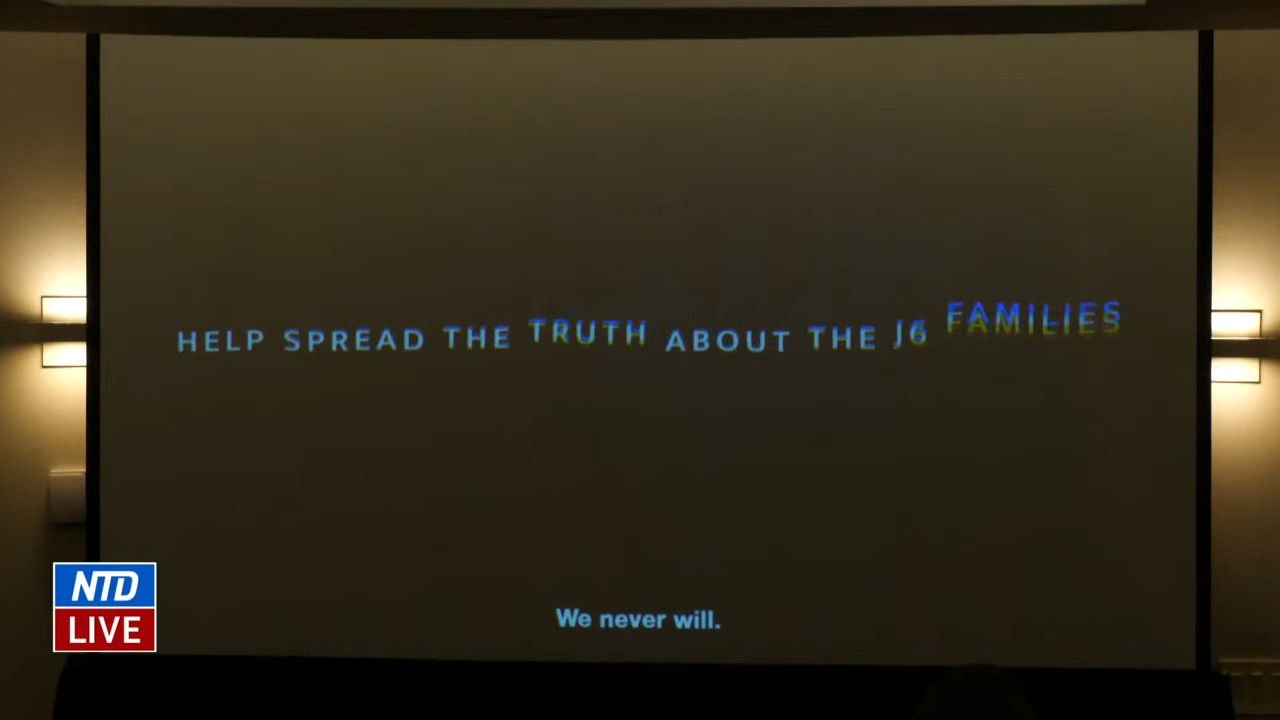 HELP SPREAD THE TRUTH ABOUT THE J6 FAMILIES
We never will.
NTD
LIVE